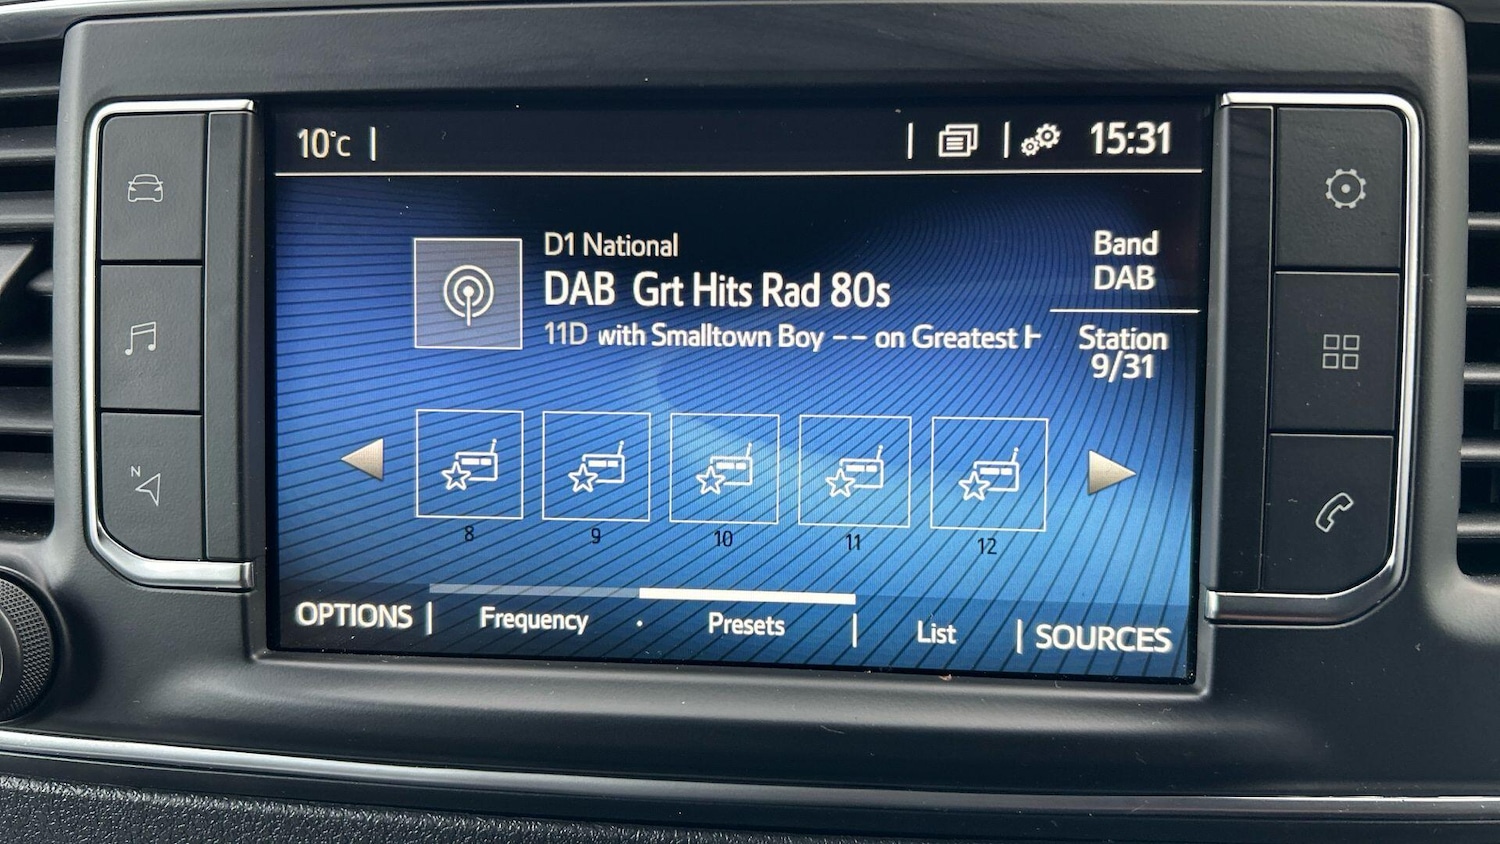 10°C
15:31
D1 National
DAB Grt Hits Rad 80s
11D with Smalltown Boy -- on Greatest
Band
DAB
Station
9/31
N
8 9 10 11 12
OPTIONS Frequency · Presets List SOURCES